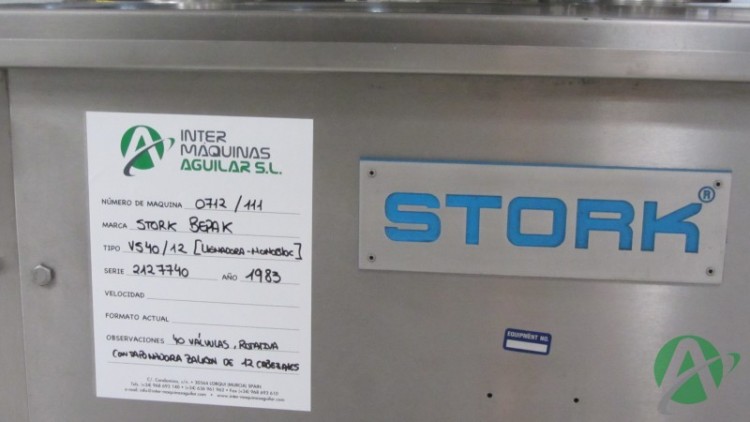 INTER
MAQUINAS
AGUILAR S.L.
NÚMERO DE MAQUINA 0712/111
MARCA STORK BEPAK
TIPO VS40/12 [LLENADORA-MONOBLOC]
SERIE 2127740 AÑO 1983
VELOCIDAD
FORMATO ACTUAL
OBSERVACIONES 40 VÁLVULAS, ROTATIVA
CON TAPONADORA ZALKIN DE 12 CABEZALES
STORK®
EQUIPMENT NO.